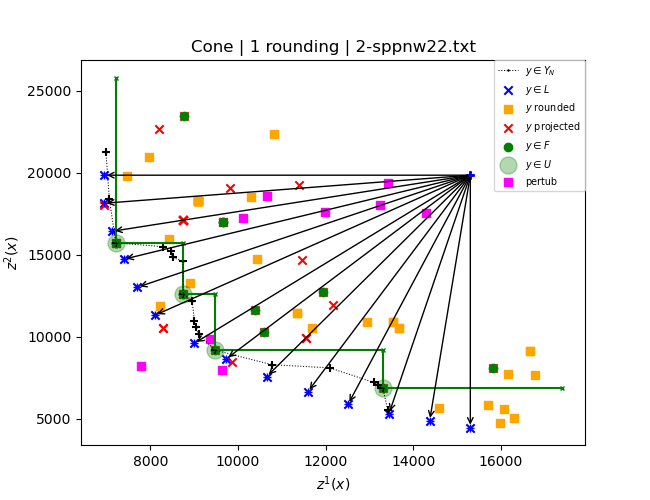 Cone | 1 rounding | 2-sppnw22.txt
y ∈ Y_N
y ∈ L
y rounded
y projected
y ∈ F
y ∈ U
pertub
25000
20000
15000
10000
5000
z²(x)
8000 10000 12000 14000 16000
z¹(x)